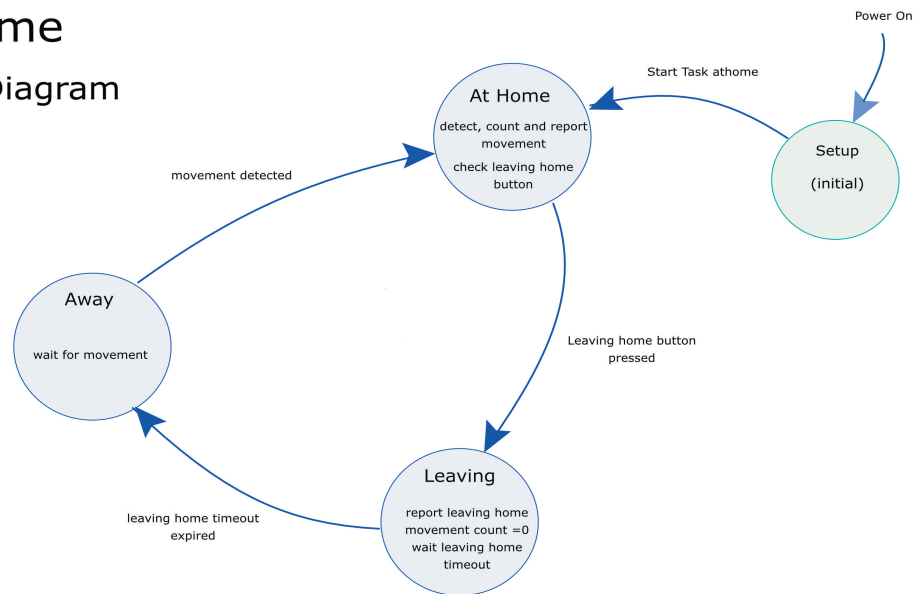 me
Diagram
Power On
Start Task athome
At Home
detect, count and report
movement
check leaving home
button
Setup
(initial)
movement detected
Away
wait for movement
Leaving home button
pressed
Leaving
report leaving home
movement count =0
wait leaving home
timeout
leaving home timeout
expired